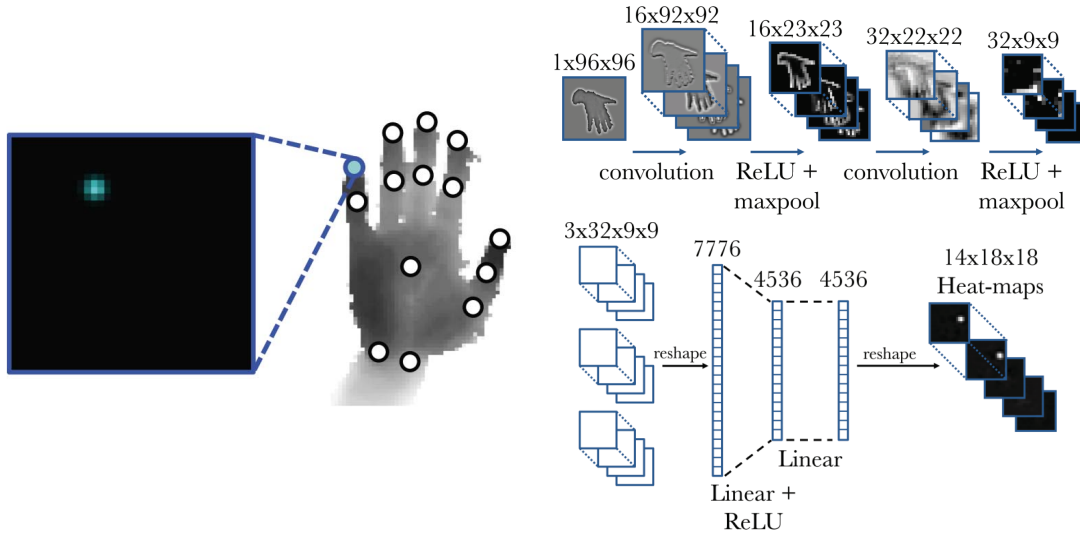 16x92x92
1x96x96
16x23x23
32x22x22
32x9x9
convolution
ReLU +
maxpool
convolution
ReLU +
maxpool
3x32x9x9
7776
4536
4536
14x18x18
Heat-maps
reshape
reshape
Linear
Linear +
ReLU